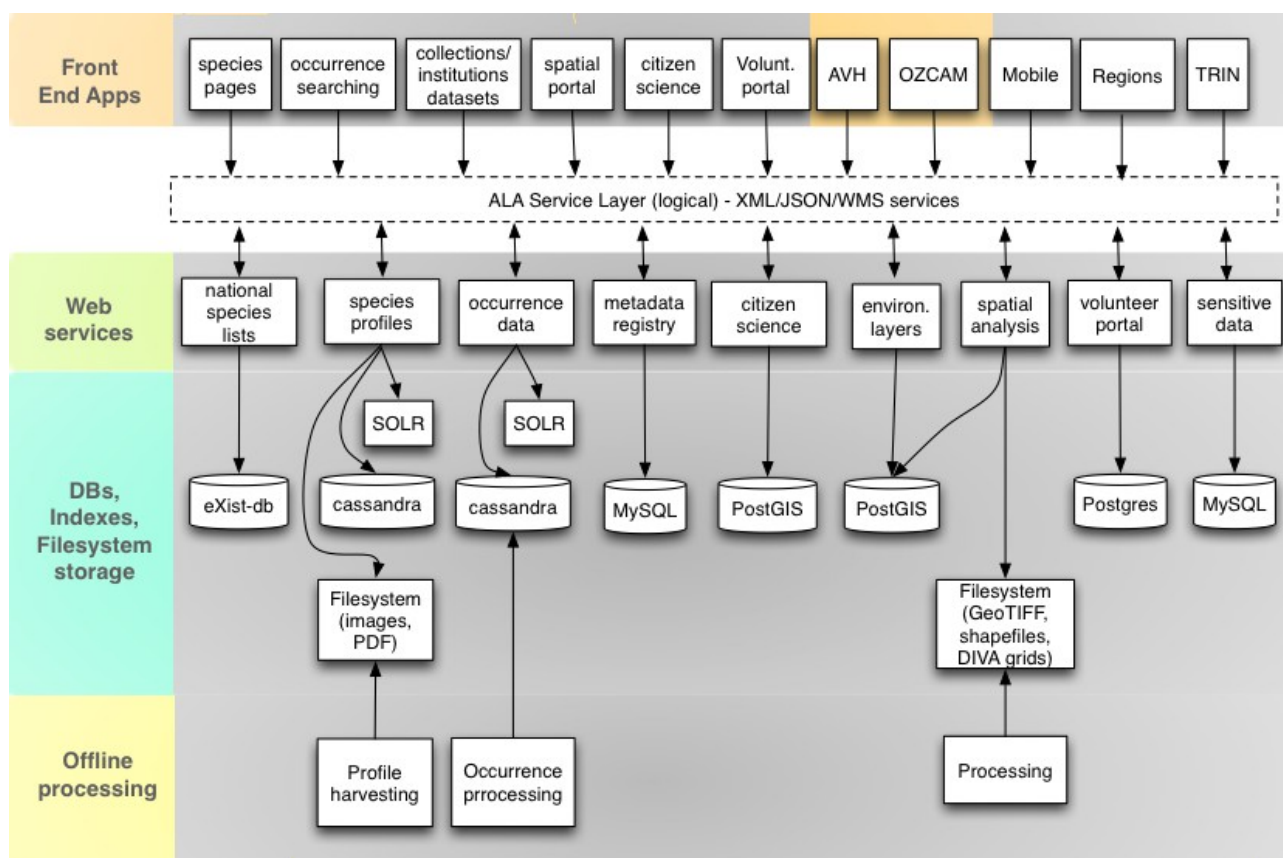 Front
End Apps
species
pages
occurrence
searching
collections/
institutions
datasets
spatial
portal
citizen
science
Volunt.
portal
AVH
OZCAM
Mobile
Regions
TRIN
ALA Service Layer (logical) - XML/JSON/WMS services
Web
services
national
species
lists
species
profiles
occurrence
data
metadata
registry
citizen
science
environ.
layers
spatial
analysis
volunteer
portal
sensitive
data
DBs,
Indexes,
Filesystem
storage
SOLR
SOLR
eXist-db
cassandra
cassandra
MySQL
PostGIS
PostGIS
Postgres
MySQL
Filesystem
(images,
PDF)
Filesystem
(GeoTIFF,
shapefiles,
DIVA grids)
Offline
processing
Profile
harvesting
Occurrence
prrocessing
Processing